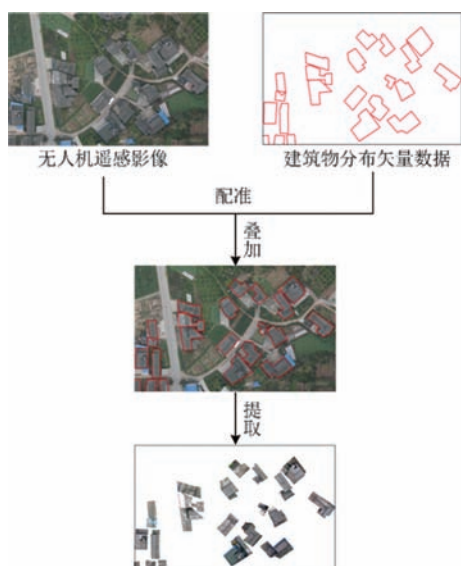 无人机遥感影像
建筑物分布矢量数据
配准
叠加
提取